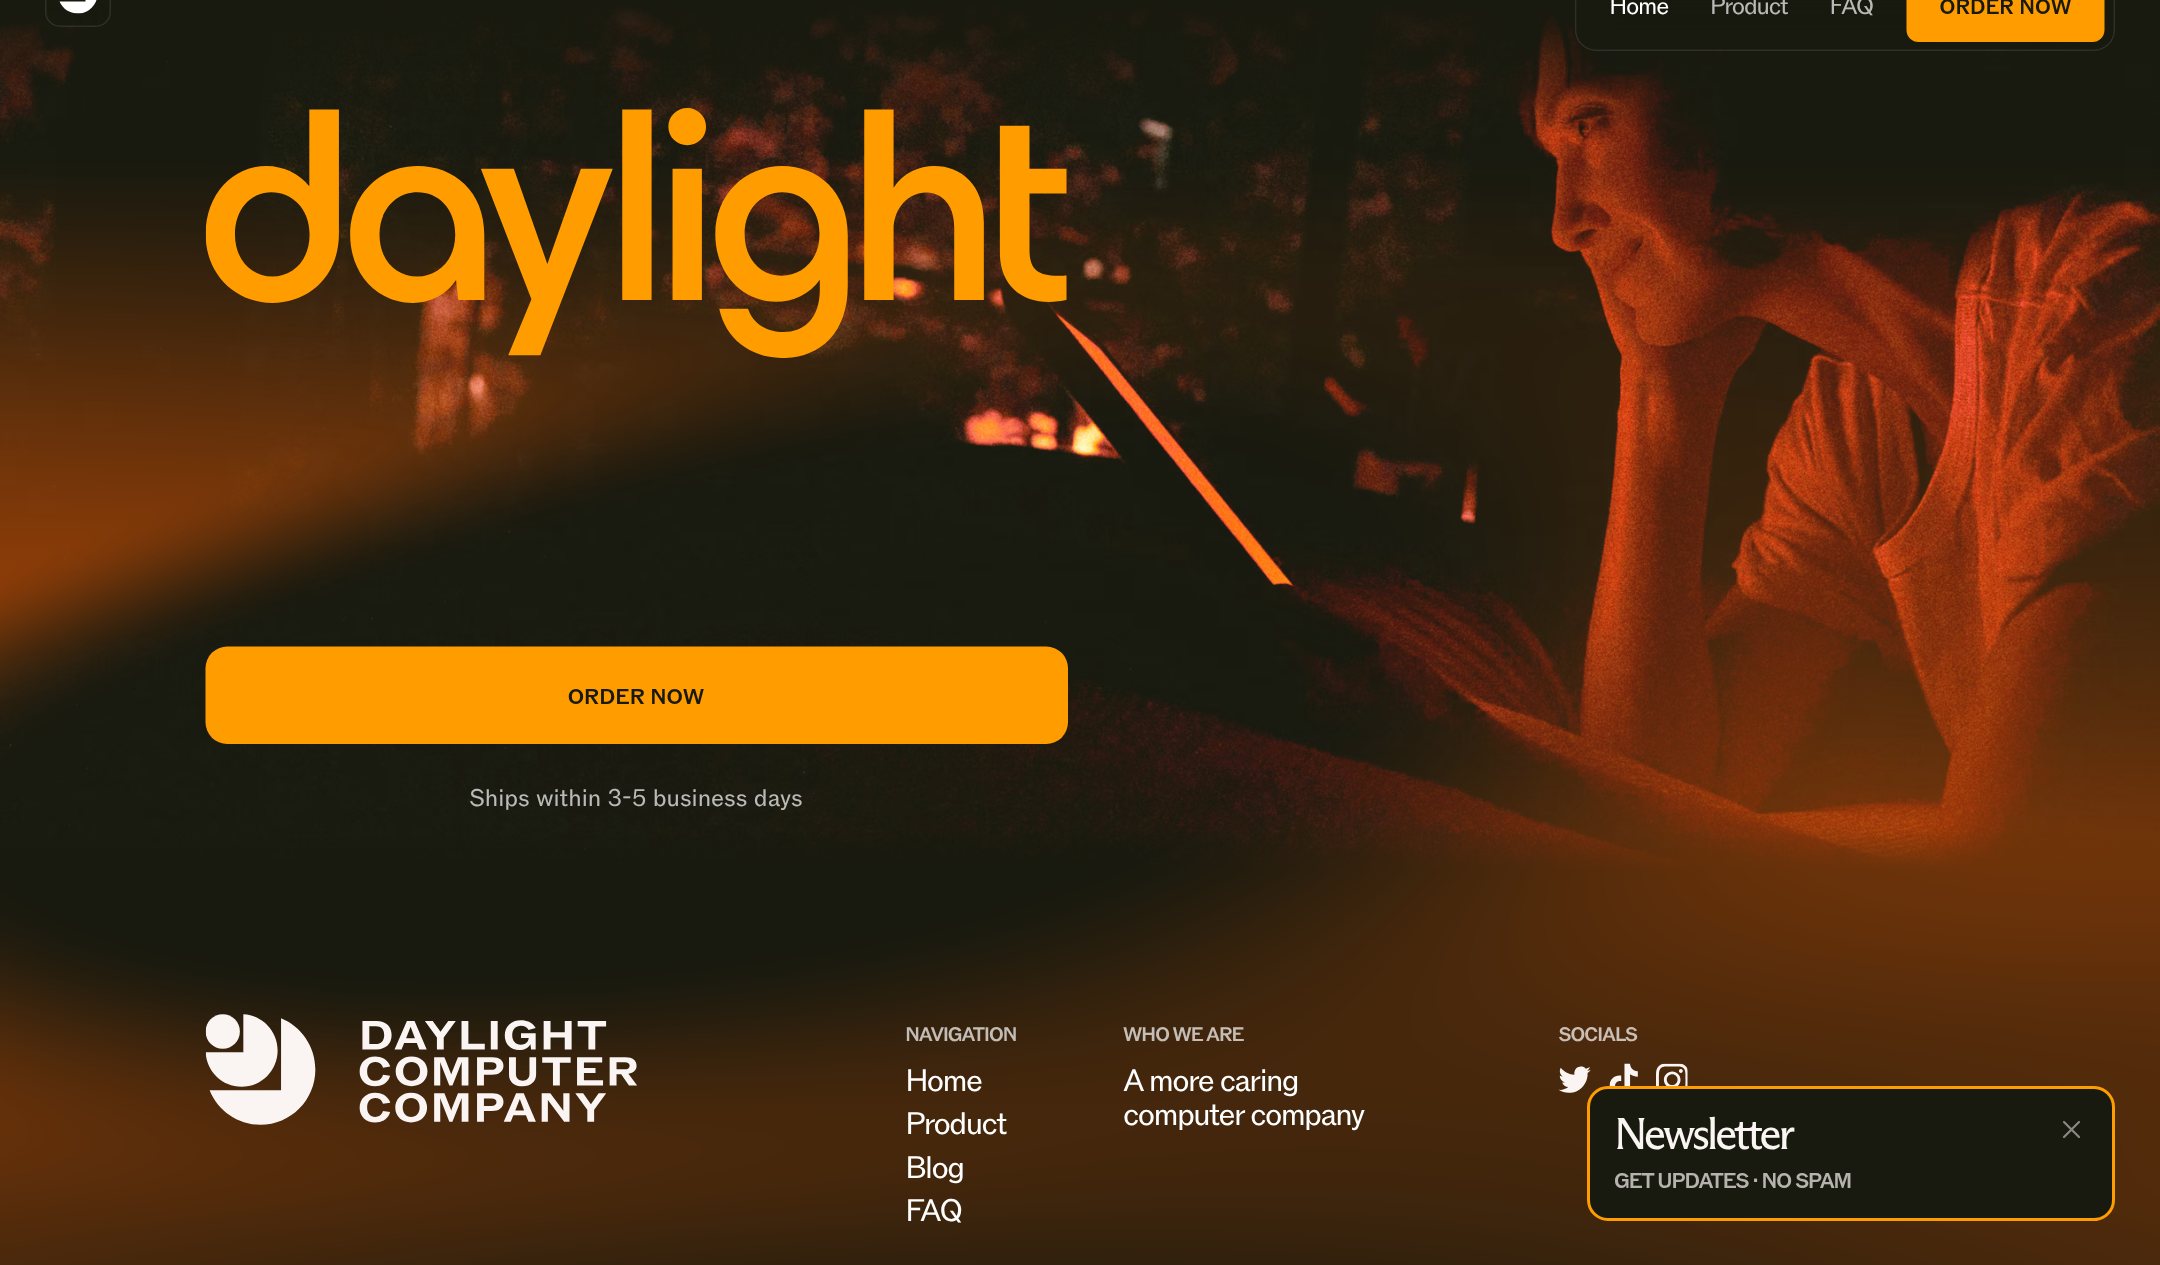 Home
Product
FAQ
ORDER NOW
daylight
ORDER NOW
Ships within 3-5 business days
DAYLIGHT
COMPUTER
COMPANY
NAVIGATION
Home
Product
Blog
FAQ
WHO WE ARE
A more caring
computer company
SOCIALS
Newsletter
GET UPDATES · NO SPAM